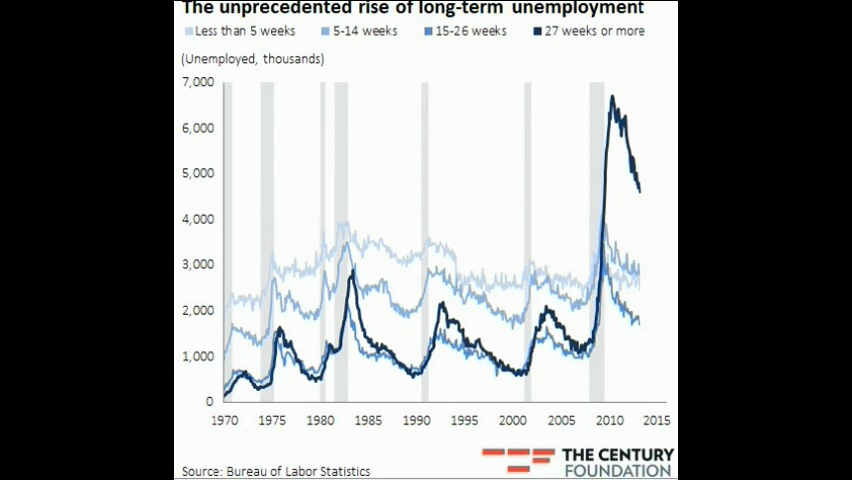 The unprecedented rise of long-term unemployment
Less than 5 weeks 5-14 weeks 15-26 weeks 27 weeks or more
(Unemployed, thousands)
7,000
6,000
5,000
4,000
3,000
2,000
1,000
0
1970 1975 1980 1985 1990 1995 2000 2005 2010 2015
THE CENTURY
FOUNDATION
Source: Bureau of Labor Statistics